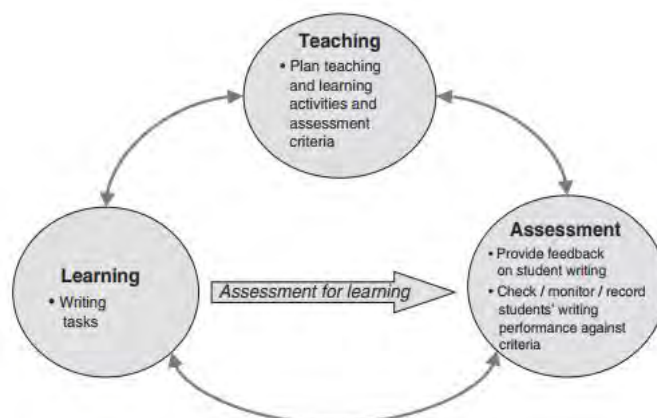 Teaching
• Plan teaching
and learning
activities and
assessment
criteria
Learning
• Writing
tasks
Assessment for learning
Assessment
• Provide feedback
on student writing
• Check / monitor / record
students' writing
performance against
criteria